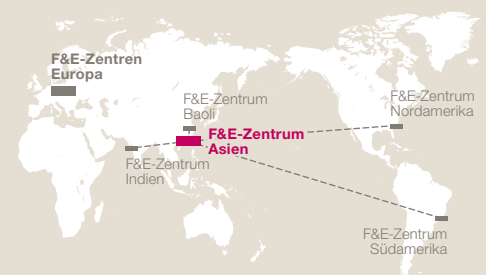 F&E-Zentren
Europa
F&E-Zentrum
Baoli
F&E-Zentrum
Nordamerika
F&E-Zentrum
Asien
F&E-Zentrum
Indien
F&E-Zentrum
Südamerika